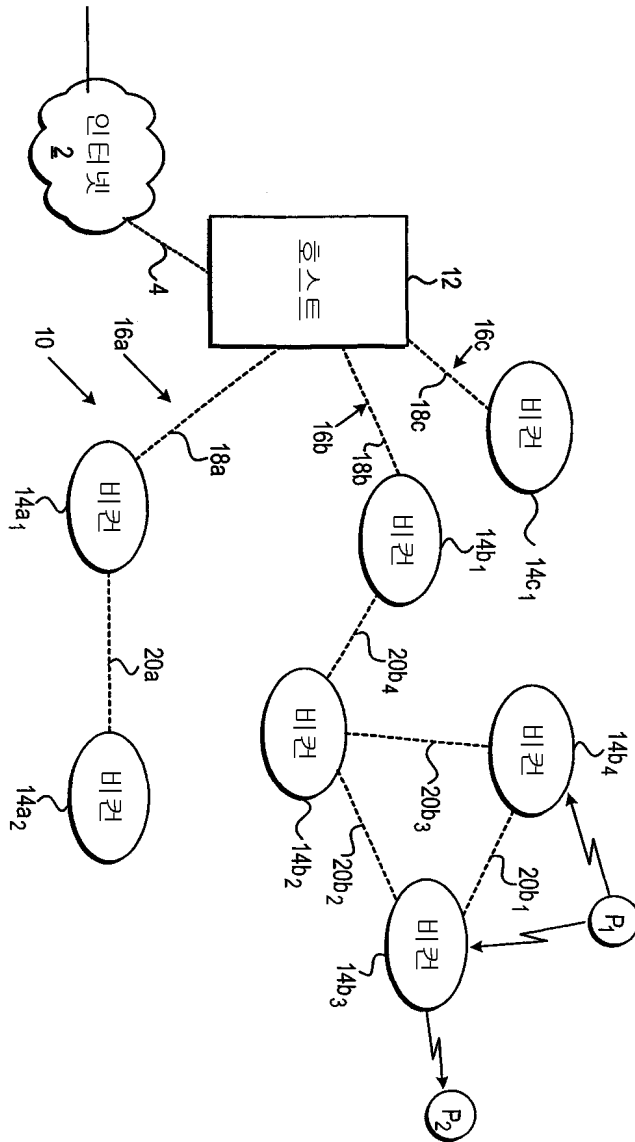 P₁
14b₄
14c₁
20b₁
비컨
비컨
16c
14b₁
12
P₂
18c
20b₃
비컨
비컨
20b₄
18b
14b₃
20b₂
16b
호스트
비컨
14b₂
18a
4
20a
16a
인터넷
비컨
비컨
2
10
14a₁
14a₂